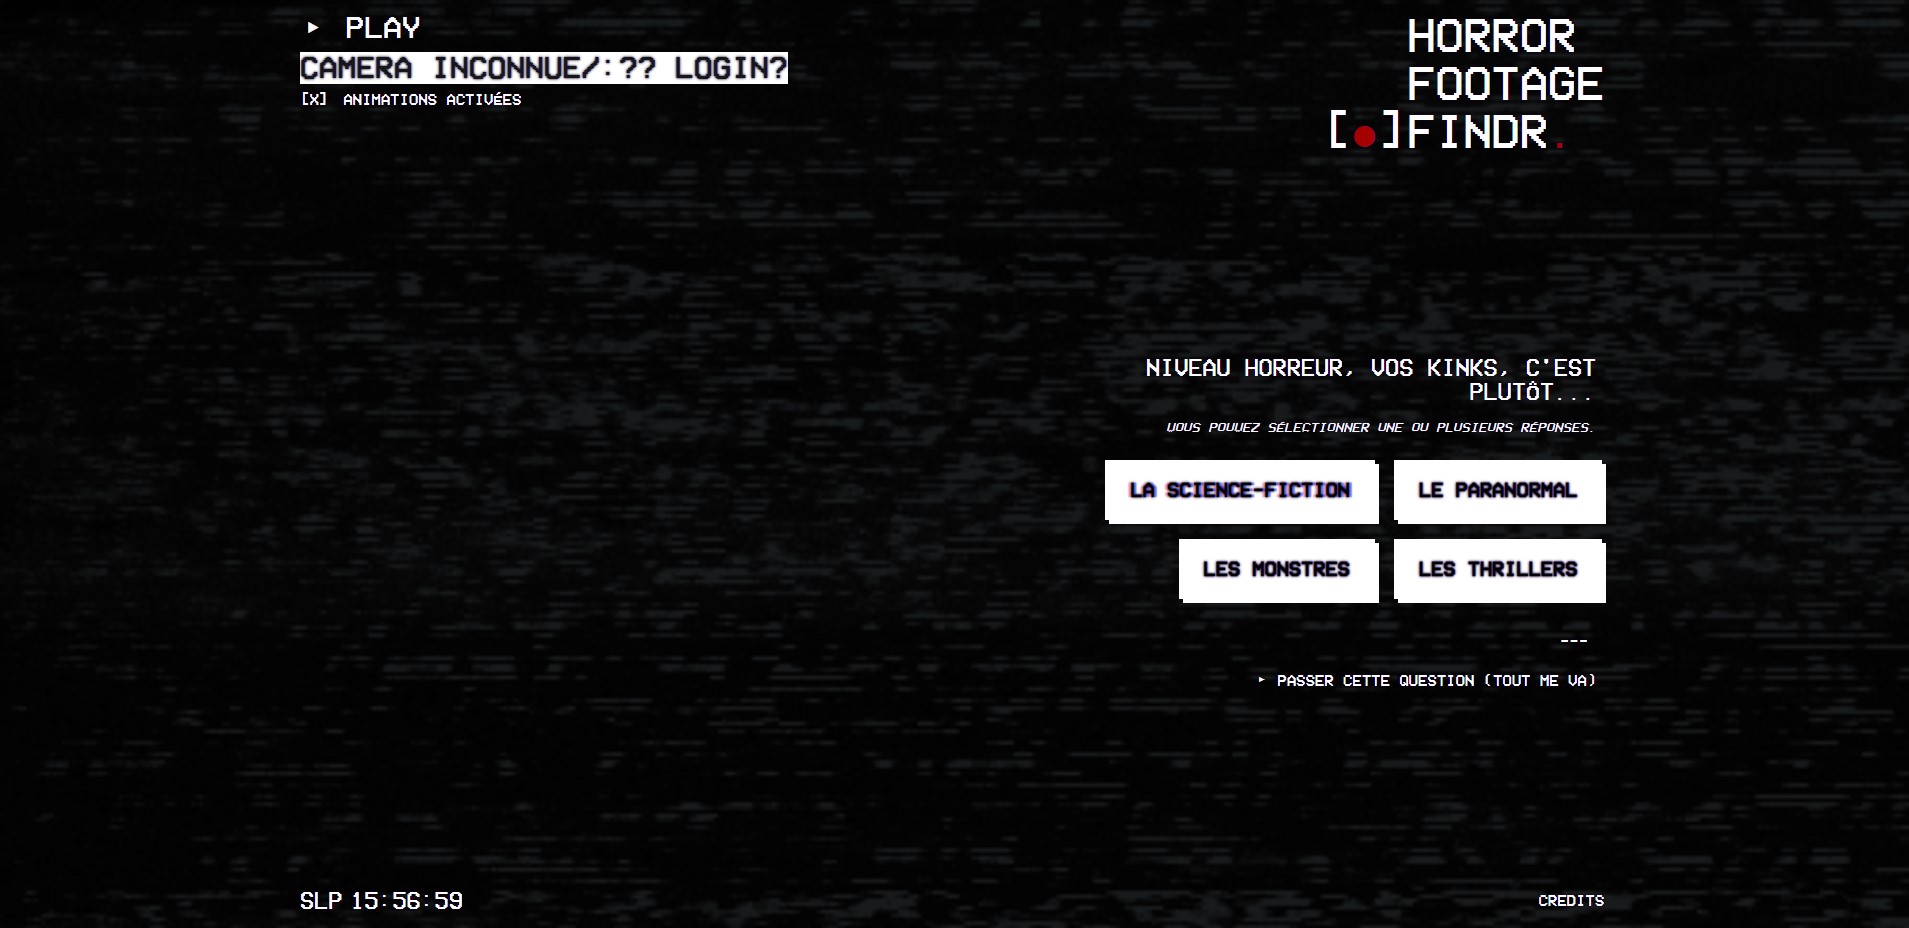 ▶ PLAY
CAMERA INCONNUE/:?? LOGIN?
[X] ANIMATIONS ACTIVÉES
HORROR
FOOTAGE
[●]FINDR.
NIVEAU HORREUR, VOS KINKS, C'EST
PLUTÔT...
VOUS POUVEZ SÉLECTIONNER UNE OU PLUSIEURS RÉPONSES.
LA SCIENCE-FICTION
LE PARANORMAL
LES MONSTRES
LES THRILLERS
---
▶ PASSER CETTE QUESTION (TOUT ME VA)
SLP 15:56:59
CREDITS